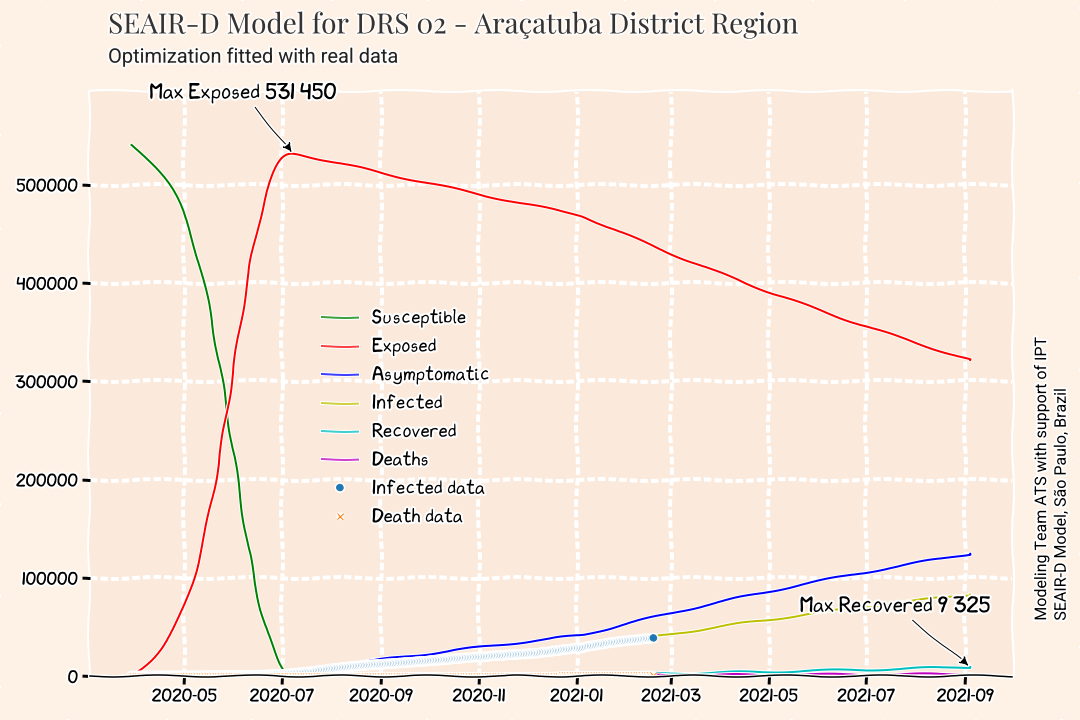 SEAIR-D Model for DRS 02 - Araçatuba District Region
Optimization fitted with real data
Max Exposed 531 450
500000
400000
300000
200000
100000
0
Susceptible
Exposed
Asymptomatic
Infected
Recovered
Deaths
Infected data
Death data
Max Recovered 9 325
2020-05 2020-07 2020-09 2020-11 2021-01 2021-03 2021-05 2021-07 2021-09
Modeling Team ATS with support of IPT
SEAIR-D Model, São Paulo, Brazil